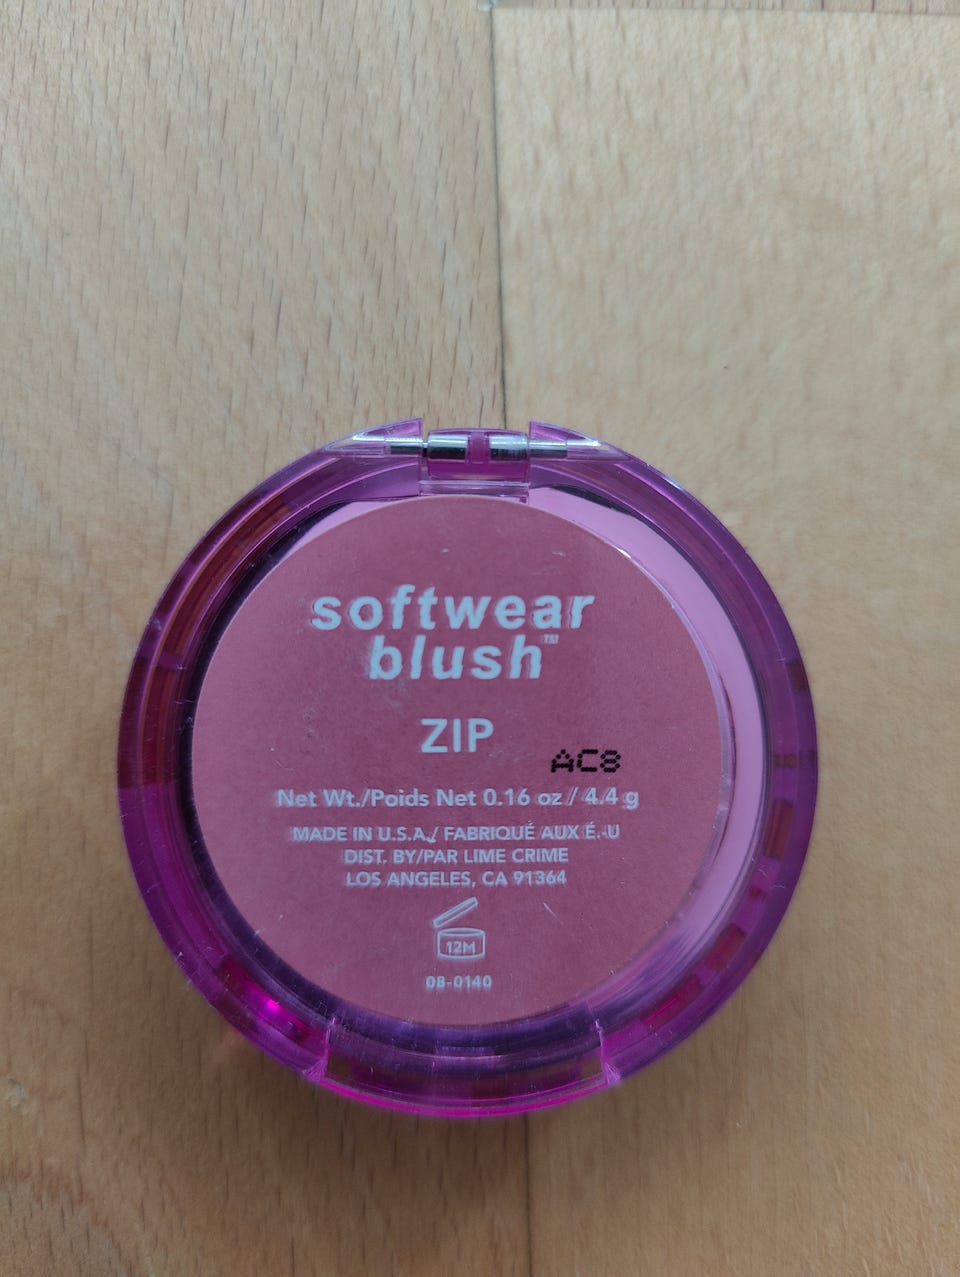 softwear
blush™
ZIP
AC8
Net Wt./Poids Net 0.16 oz / 4.4 g
MADE IN U.S.A./ FABRIQUÉ AUX É.-U
DIST. BY/PAR LIME CRIME
LOS ANGELES, CA 91364
12M
08-0140